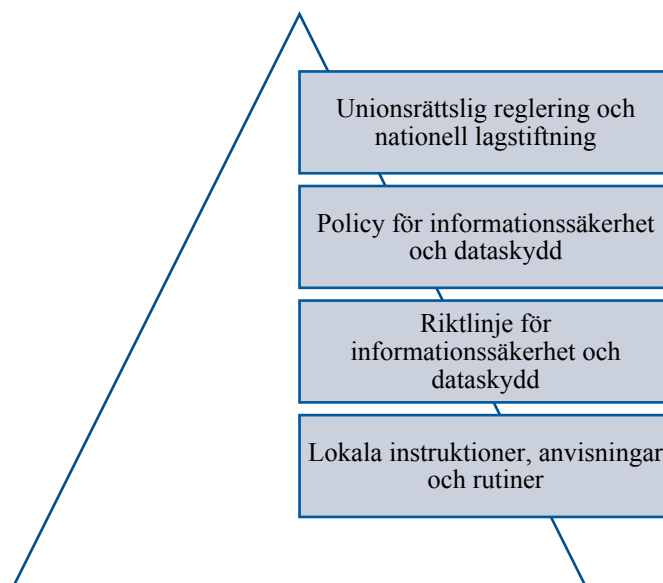 Unionsrättslig reglering och
nationell lagstiftning
Policy för informationssäkerhet
och dataskydd
Riktlinje för
informationssäkerhet och
dataskydd
Lokala instruktioner, anvisningar
och rutiner